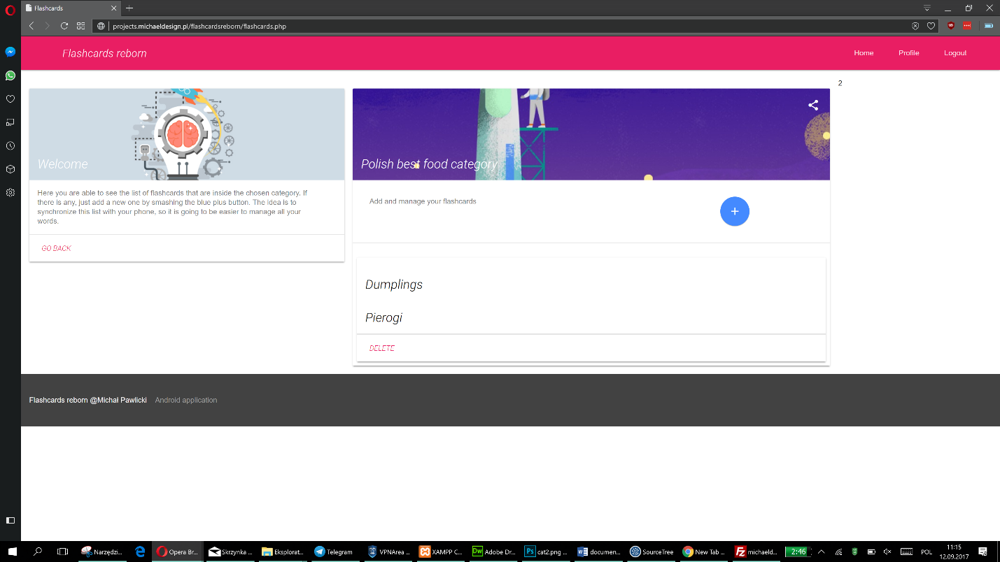 Flashcards
projects.michaeldesign.pl/flashcardsreborn/flashcards.php
Flashcards reborn
Home
Profile
Logout
2
Welcome
Here you are able to see the list of flashcards that are inside the chosen category. If
there is any, just add a new one by smashing the blue plus button. The idea is to
synchronize this list with your phone, so it is going to be easier to manage all your
words.
GO BACK
Polish best food category
Add and manage your flashcards
+
Dumplings
Pierogi
DELETE
Flashcards reborn @Michał Pawlicki Android application
Narzędzi...
Opera Br...
Skrzynka ...
Eksplorat...
Telegram
VPNArea ...
XAMPP C...
Dw Adobe Dr...
Ps cat2.png ...
documen...
SourceTree
New Tab ...
Fz michaeld...
2:46
POL
11:15
12.09.2017